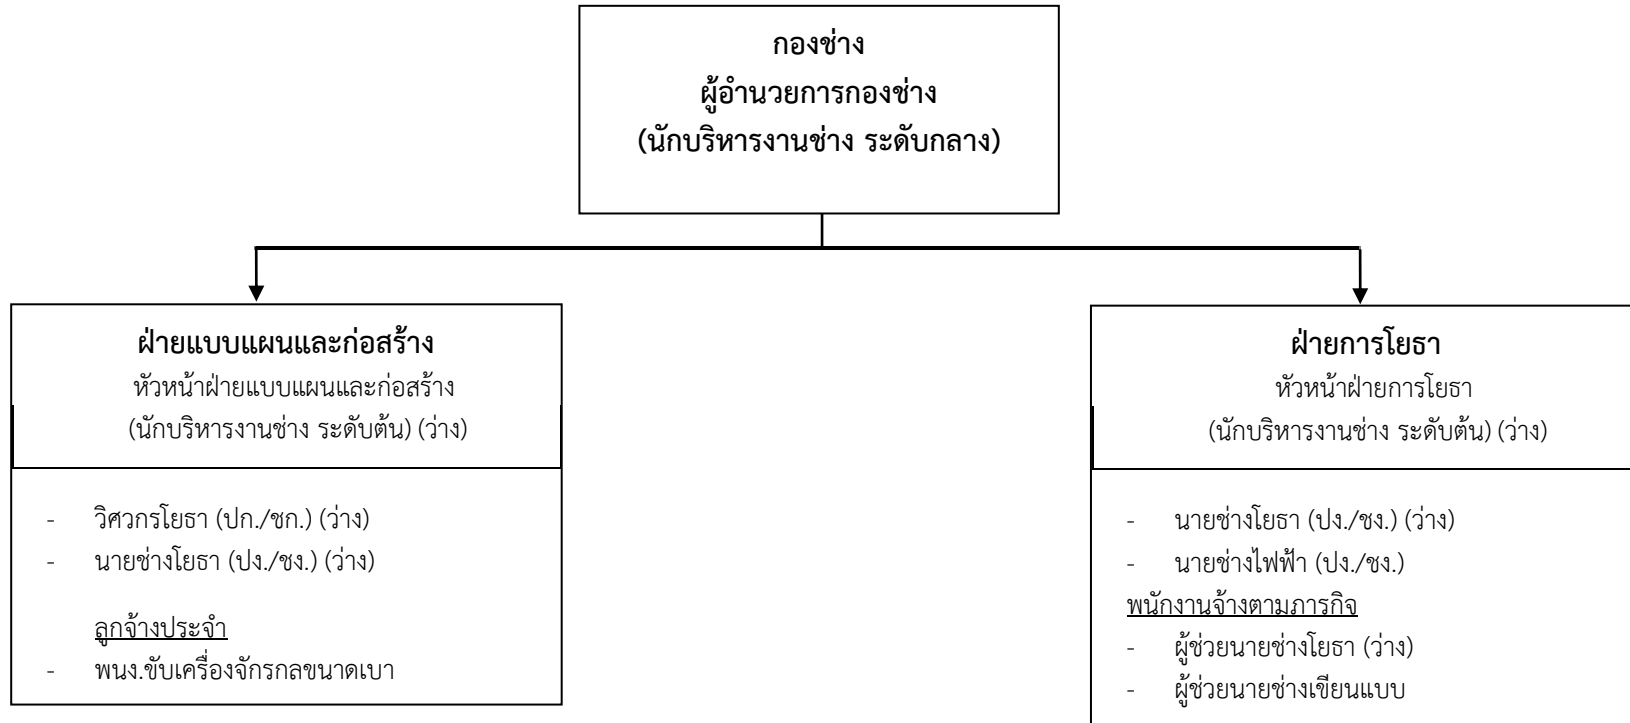 กองช่าง
ผู้อำนวยการกองช่าง
(นักบริหารงานช่าง ระดับกลาง)
ฝ่ายแบบแผนและก่อสร้าง
หัวหน้าฝ่ายแบบแผนและก่อสร้าง
(นักบริหารงานช่าง ระดับต้น) (ว่าง)
- วิศวกรโยธา (ปก./ชก.) (ว่าง)
- นายช่างโยธา (ปง./ชง.) (ว่าง)
ลูกจ้างประจำ
- พนง.ขับเครื่องจักรกลขนาดเบา
ฝ่ายการโยธา
หัวหน้าฝ่ายการโยธา
(นักบริหารงานช่าง ระดับต้น) (ว่าง)
- นายช่างโยธา (ปง./ชง.) (ว่าง)
- นายช่างไฟฟ้า (ปง./ชง.)
พนักงานจ้างตามภารกิจ
- ผู้ช่วยนายช่างโยธา (ว่าง)
- ผู้ช่วยนายช่างเขียนแบบ